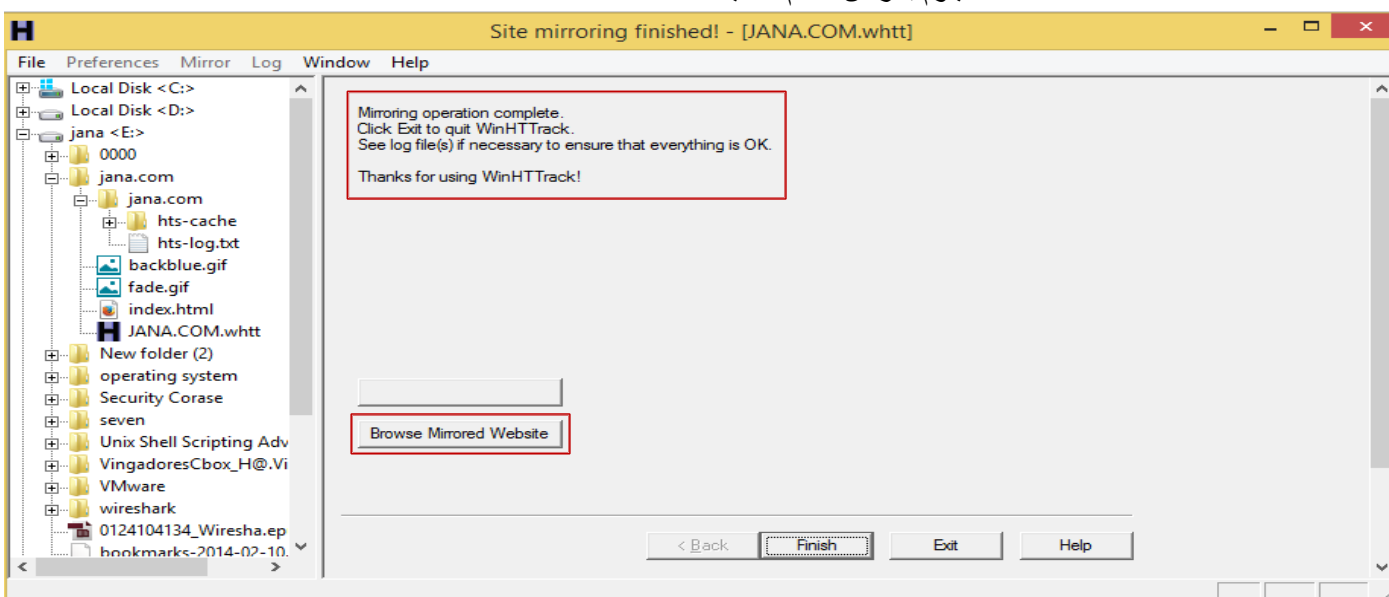 Site mirroring finished! - [JANA.COM.whtt]
File Preferences Mirror Log Window Help
Local Disk <C:>
Local Disk <D:>
jana <E:>
0000
jana.com
jana.com
hts-cache
hts-log.txt
backblue.gif
fade.gif
index.html
JANA.COM.whtt
New folder (2)
operating system
Security Corase
seven
Unix Shell Scripting Adv
VingadoresCbox_H@.Vi
VMware
wireshark
0124104134_Wiresha.ep
bookmarks-2014-02-10.
Mirroring operation complete.
Click Exit to quit WinHTTrack.
See log file(s) if necessary to ensure that everything is OK.
Thanks for using WinHTTrack!
Browse Mirrored Website
< Back Finish Exit Help